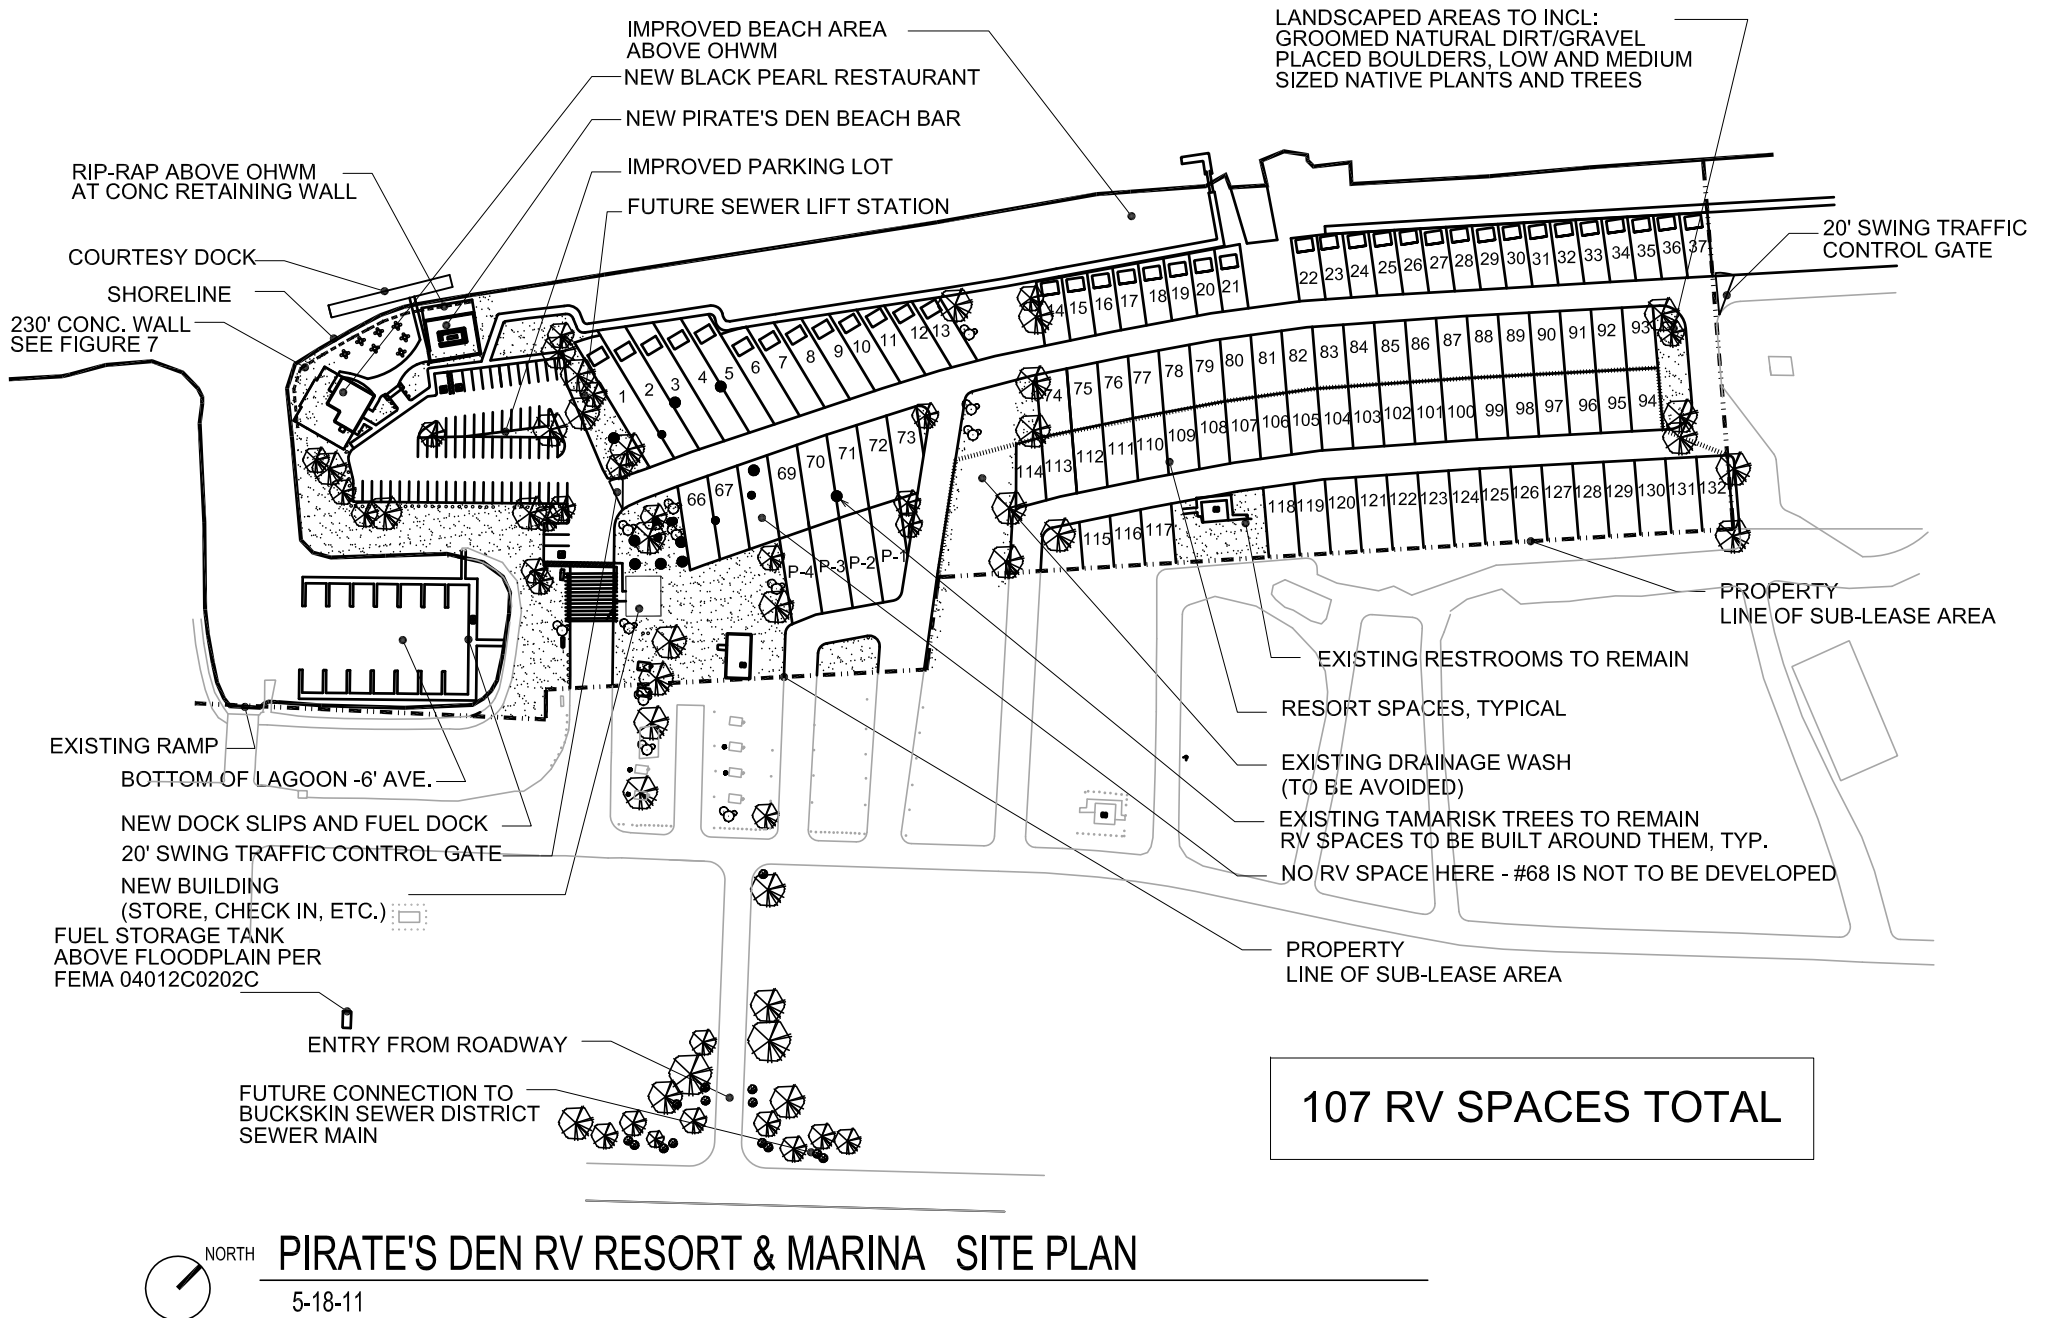 IMPROVED BEACH AREA
ABOVE OHWM
NEW BLACK PEARL RESTAURANT
NEW PIRATE'S DEN BEACH BAR
IMPROVED PARKING LOT
FUTURE SEWER LIFT STATION
LANDSCAPED AREAS TO INCL:
GROOMED NATURAL DIRT/GRAVEL
PLACED BOULDERS, LOW AND MEDIUM
SIZED NATIVE PLANTS AND TREES
RIP-RAP ABOVE OHWM
AT CONC RETAINING WALL
COURTESY DOCK
SHORELINE
230' CONC. WALL
SEE FIGURE 7
20' SWING TRAFFIC
CONTROL GATE
1 2 3 4 5 6 7 8 9 10 11 12 13
14 15 16 17 18 19 20 21
22 23 24 25 26 27 28 29 30 31 32 33 34 35 36 37
66 67 69 70 71 72 73
74 75 76 77 78 79 80 81 82 83 84 85 86 87 88 89 90 91 92 93
114 113 112 111 110 109 108 107 106 105 104 103 102 101 100 99 98 97 96 95 94
P-4 P-3 P-2 P-1
115 116 117
118 119 120 121 122 123 124 125 126 127 128 129 130 131 132
PROPERTY
LINE OF SUB-LEASE AREA
EXISTING RESTROOMS TO REMAIN
RESORT SPACES, TYPICAL
EXISTING DRAINAGE WASH
(TO BE AVOIDED)
EXISTING TAMARISK TREES TO REMAIN
RV SPACES TO BE BUILT AROUND THEM, TYP.
NO RV SPACE HERE - #68 IS NOT TO BE DEVELOPED
PROPERTY
LINE OF SUB-LEASE AREA
EXISTING RAMP
BOTTOM OF LAGOON -6' AVE.
NEW DOCK SLIPS AND FUEL DOCK
20' SWING TRAFFIC CONTROL GATE
NEW BUILDING
(STORE, CHECK IN, ETC.)
FUEL STORAGE TANK
ABOVE FLOODPLAIN PER
FEMA 04012C0202C
ENTRY FROM ROADWAY
FUTURE CONNECTION TO
BUCKSKIN SEWER DISTRICT
SEWER MAIN
107 RV SPACES TOTAL
NORTH
PIRATE'S DEN RV RESORT & MARINA SITE PLAN
5-18-11